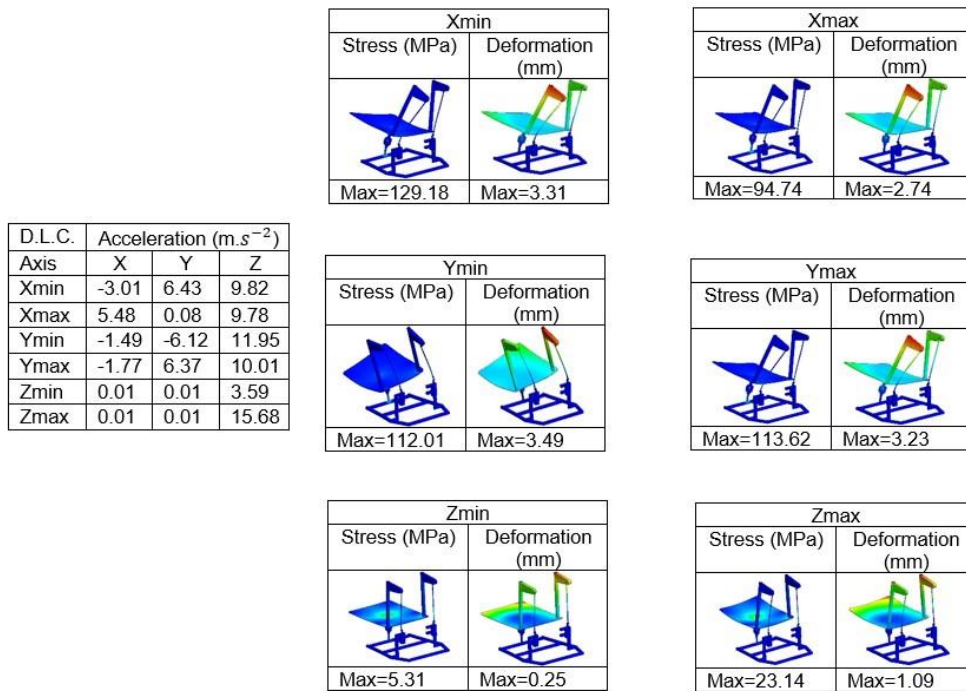 Xmin
Stress (MPa) Deformation (mm)
Max=129.18 Max=3.31
Xmax
Stress (MPa) Deformation (mm)
Max=94.74 Max=2.74
D.L.C. Acceleration (m.s⁻²)
Axis X Y Z
Xmin -3.01 6.43 9.82
Xmax 5.48 0.08 9.78
Ymin -1.49 -6.12 11.95
Ymax -1.77 6.37 10.01
Zmin 0.01 0.01 3.59
Zmax 0.01 0.01 15.68
Ymin
Stress (MPa) Deformation (mm)
Max=112.01 Max=3.49
Ymax
Stress (MPa) Deformation (mm)
Max=113.62 Max=3.23
Zmin
Stress (MPa) Deformation (mm)
Max=5.31 Max=0.25
Zmax
Stress (MPa) Deformation (mm)
Max=23.14 Max=1.09